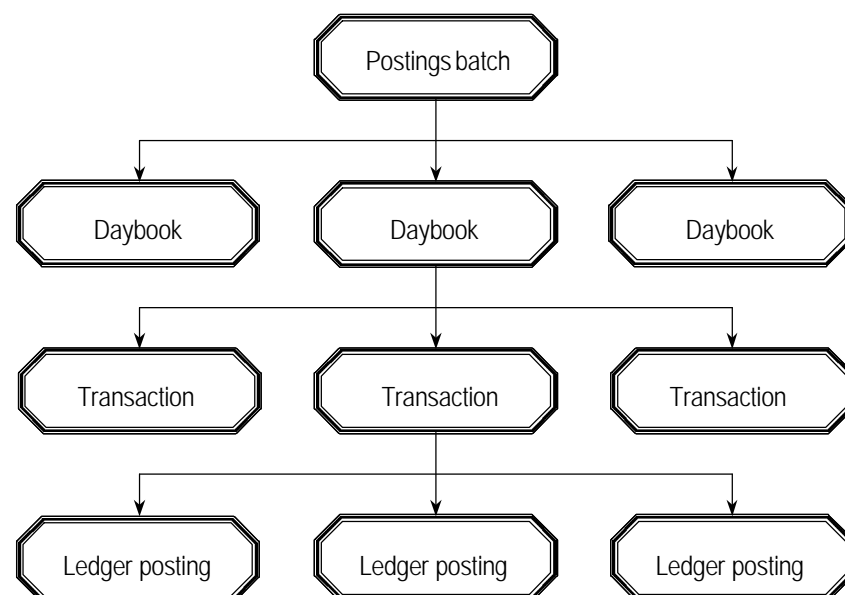 Postings batch
Daybook
Daybook
Daybook
Transaction
Transaction
Transaction
Ledger posting
Ledger posting
Ledger posting